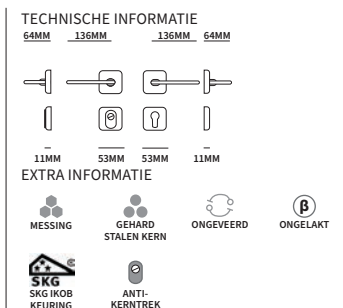 TECHNISCHE INFORMATIE
64MM 136MM 136MM 64MM
11MM 53MM 53MM 11MM
EXTRA INFORMATIE
MESSING
GEHARD
STALEN KERN
ONGEVEERD
ß
ONGELAKT
SKG
SKG IKOB
KEURING
ANTI-
KERNTREK